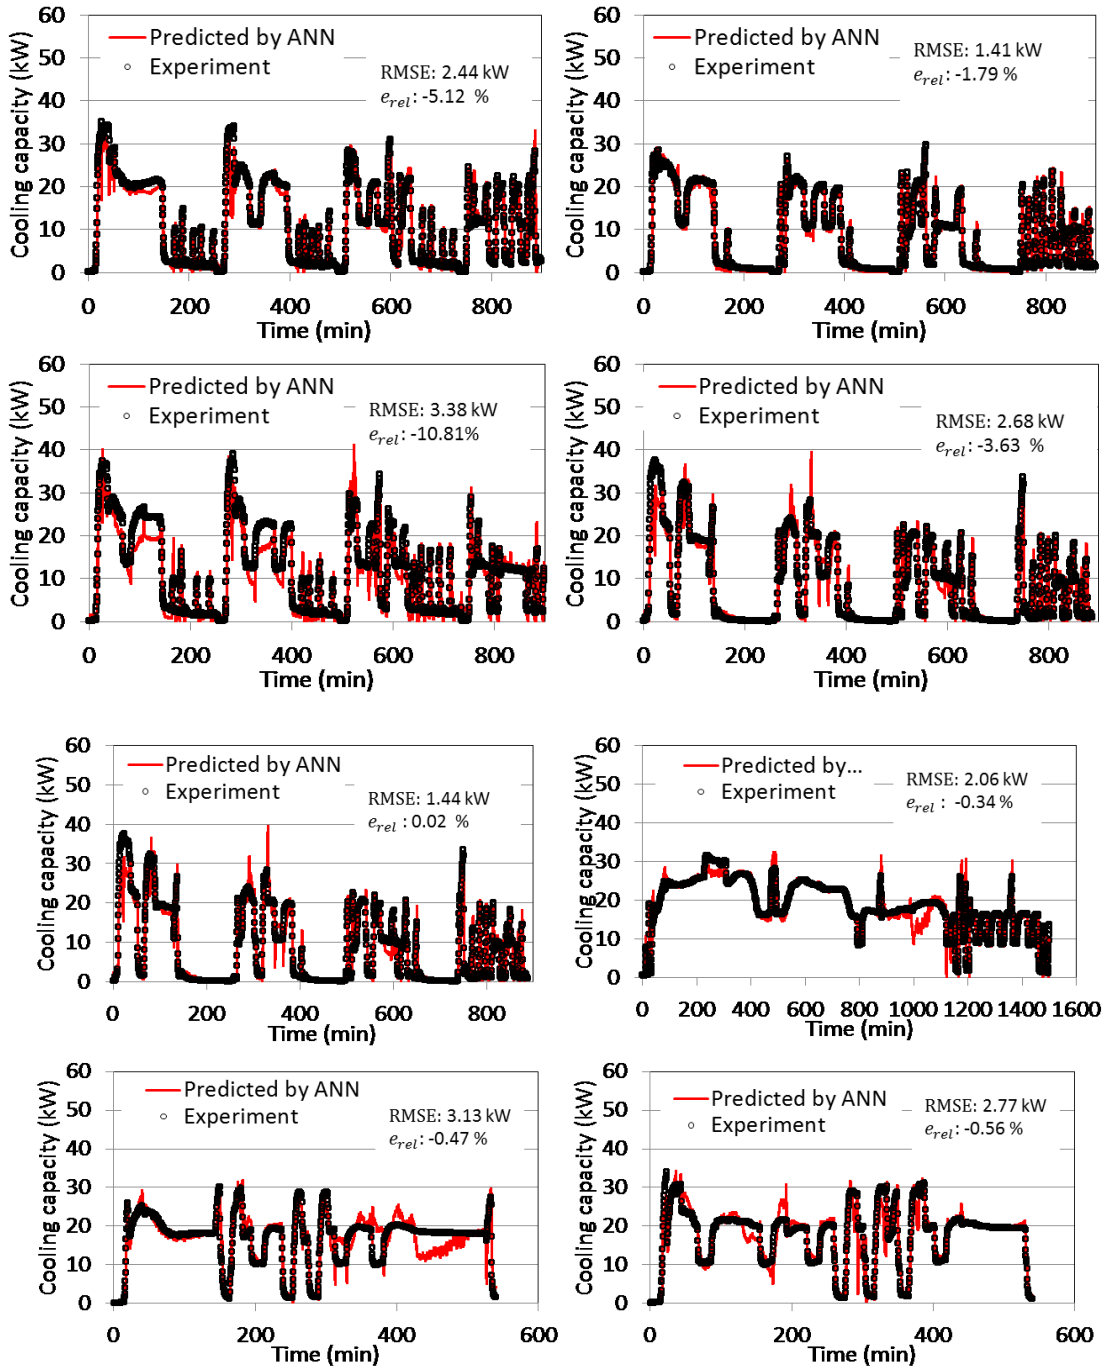 60
50
40
30
20
10
0
Cooling capacity (kW)
Predicted by ANN
Experiment
RMSE: 2.44 kW
e_rel: -5.12 %
0 200 400 600 800
Time (min)
60
50
40
30
20
10
0
Cooling capacity (kW)
Predicted by ANN
Experiment
RMSE: 1.41 kW
e_rel: -1.79 %
0 200 400 600 800
Time (min)
60
50
40
30
20
10
0
Cooling capacity (kW)
Predicted by ANN
Experiment
RMSE: 3.38 kW
e_rel: -10.81%
0 200 400 600 800
Time (min)
60
50
40
30
20
10
0
Cooling capacity (kW)
Predicted by ANN
Experiment
RMSE: 2.68 kW
e_rel: -3.63 %
0 200 400 600 800
Time (min)
60
50
40
30
20
10
0
Cooling capacity (kW)
Predicted by ANN
Experiment
RMSE: 1.44 kW
e_rel: 0.02 %
0 200 400 600 800
Time (min)
60
50
40
30
20
10
0
Cooling capacity (kW)
Predicted by...
Experiment
RMSE: 2.06 kW
e_rel : -0.34 %
0 200 400 600 800 1000 1200 1400 1600
Time (min)
60
50
40
30
20
10
0
Cooling capacity (kW)
Predicted by ANN
Experiment
RMSE: 3.13 kW
e_rel: -0.47 %
0 200 400 600
Time (min)
60
50
40
30
20
10
0
Cooling capacity (kW)
Predicted by ANN
Experiment
RMSE: 2.77 kW
e_rel: -0.56 %
0 200 400 600
Time (min)